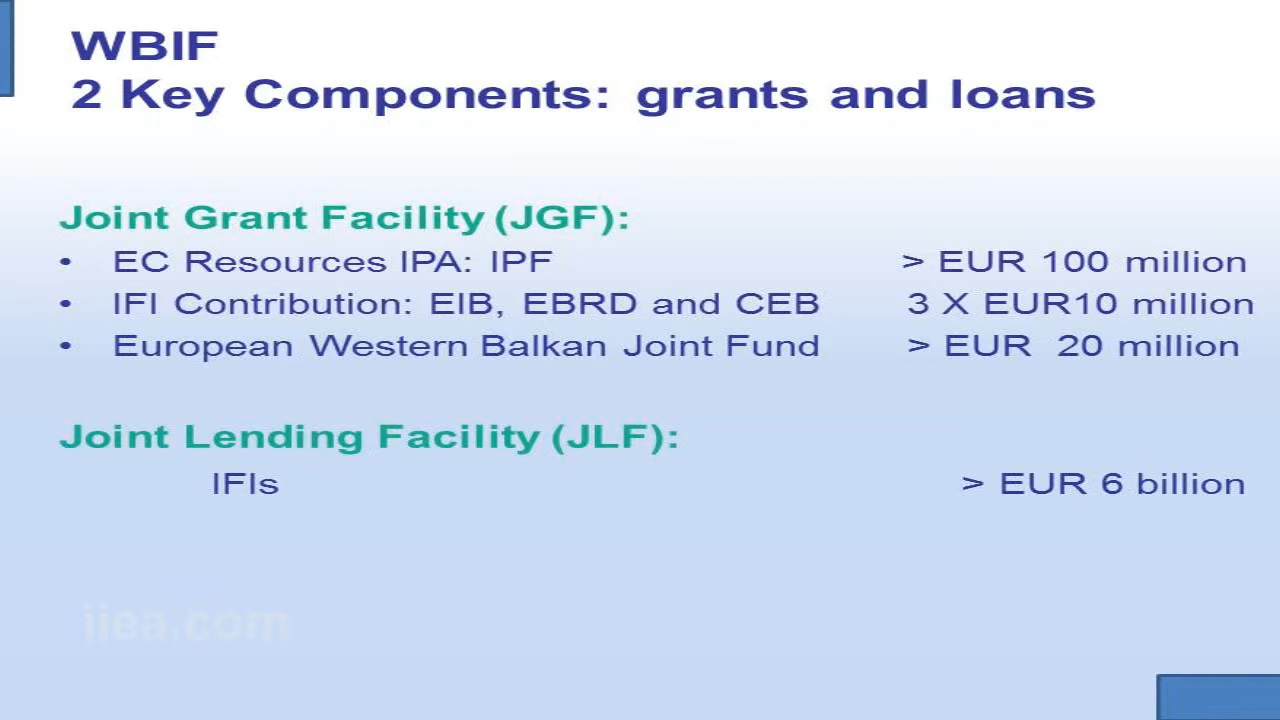 WBIF
2 Key Components: grants and loans
Joint Grant Facility (JGF):
• EC Resources IPA: IPF > EUR 100 million
• IFI Contribution: EIB, EBRD and CEB 3 X EUR10 million
• European Western Balkan Joint Fund > EUR 20 million
Joint Lending Facility (JLF):
IFIs > EUR 6 billion
iiea.com